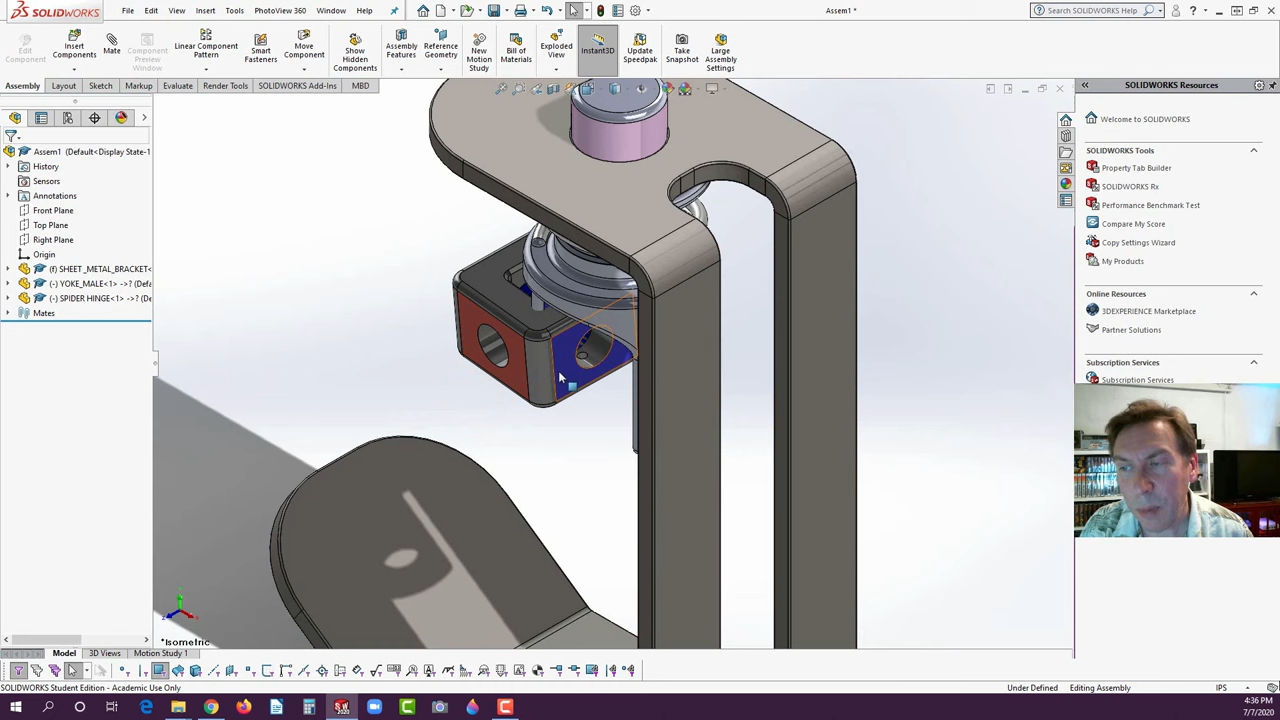 SOLIDWORKS
File
Edit
View
Insert
Tools
PhotoView 360
Window
Help
Assem1 *
Search SOLIDWORKS Help
Edit
Component
Insert
Components
Mate
Component
Preview
Window
Linear Component
Pattern
Smart
Fasteners
Move
Component
Show
Hidden
Components
Assembly
Features
Reference
Geometry
New
Motion
Study
Bill of
Materials
Exploded
View
Instant3D
Update
Speedpak
Take
Snapshot
Large
Assembly
Settings
Assembly
Layout
Sketch
Markup
Evaluate
Render Tools
SOLIDWORKS Add-Ins
MBD
Assem1 (Default<Display State-1
History
Sensors
Annotations
Front Plane
Top Plane
Right Plane
Origin
(f) SHEET_METAL_BRACKET<
(-) YOKE_MALE<1> ->? (De
(-) SPIDER HINGE<1> ->? (De
Mates
SOLIDWORKS Resources
Welcome to SOLIDWORKS
SOLIDWORKS Tools
Property Tab Builder
SOLIDWORKS Rx
Performance Benchmark Test
Compare My Score
Copy Settings Wizard
My Products
Online Resources
3DEXPERIENCE Marketplace
Partner Solutions
Subscription Services
Subscription Services
*Isometric
Model
3D Views
Motion Study 1
SOLIDWORKS Student Edition - Academic Use Only
Under Defined
Editing Assembly
IPS
4:36 PM
7/7/2020